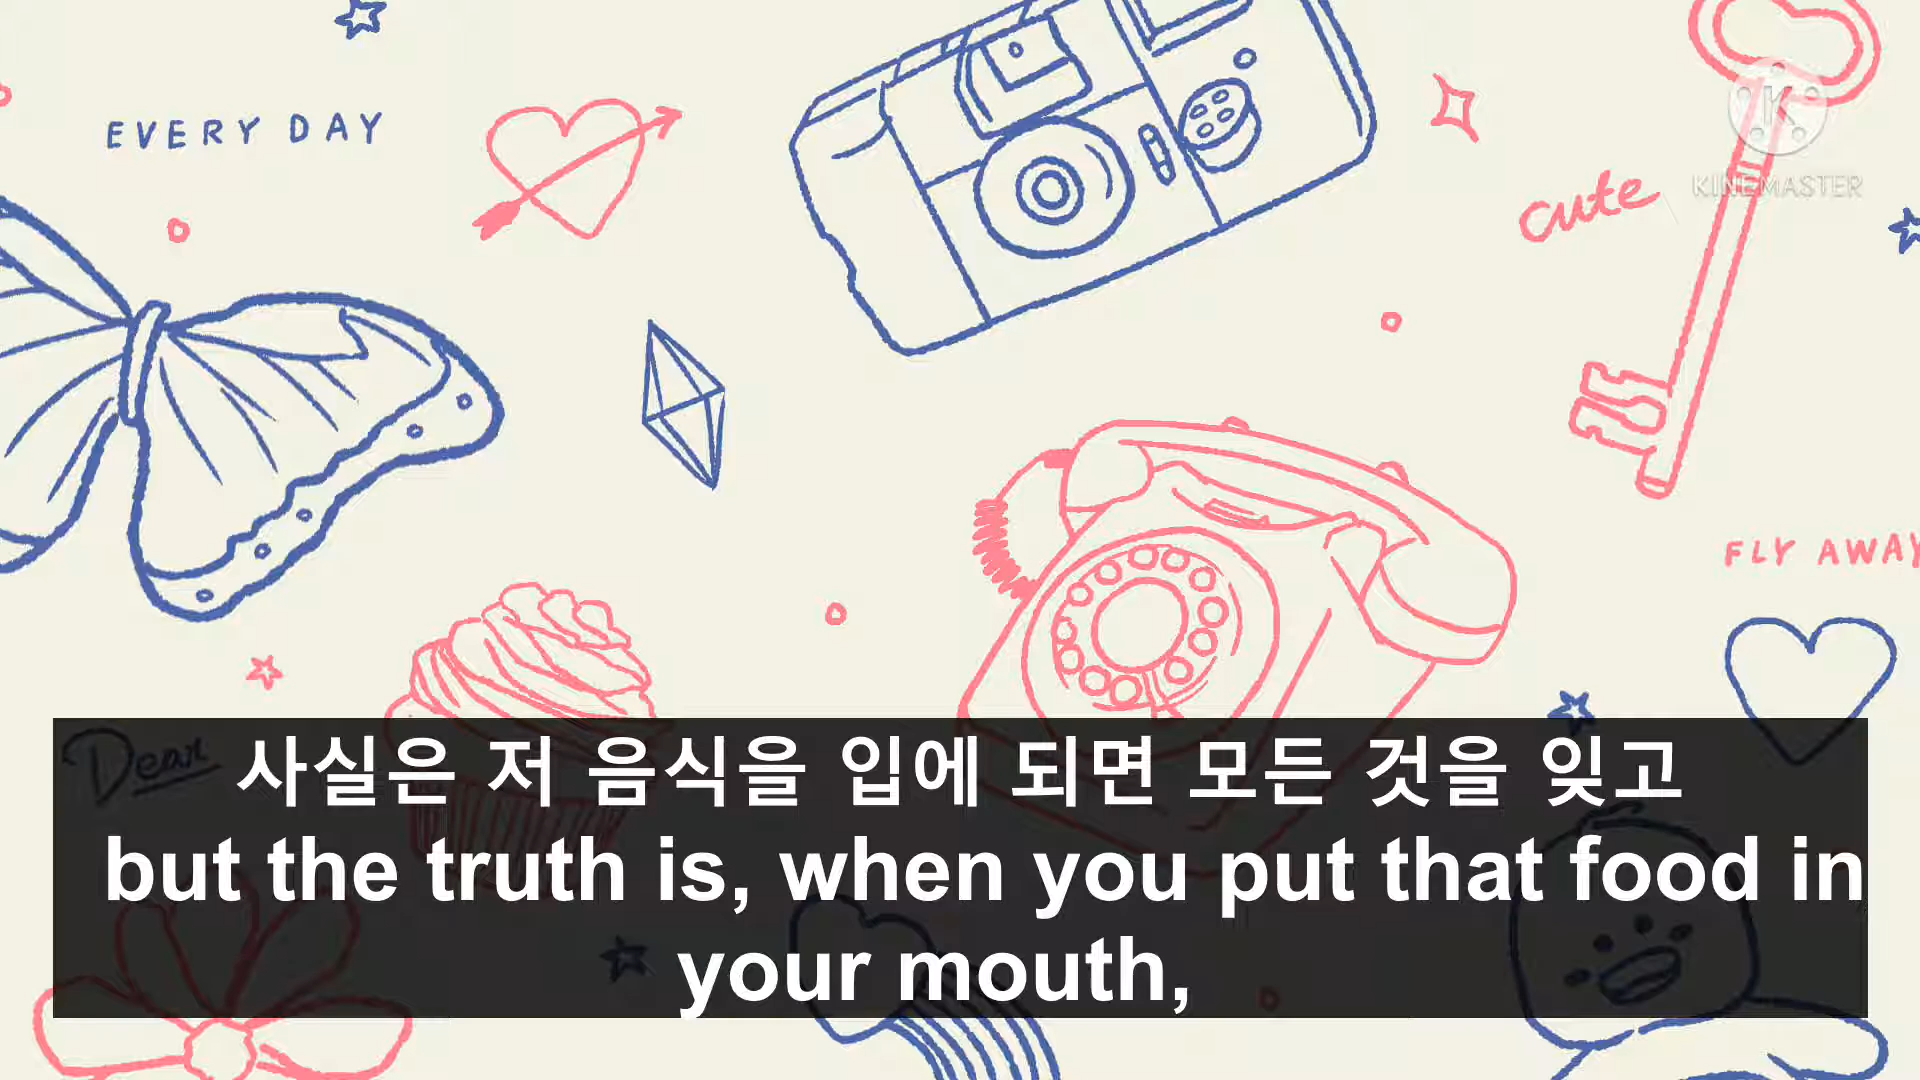 EVERY DAY
cute
KINEMASTER
FLY AWAY
Dear
사실은 저 음식을 입에 되면 모든 것을 잊고
but the truth is, when you put that food in
your mouth,